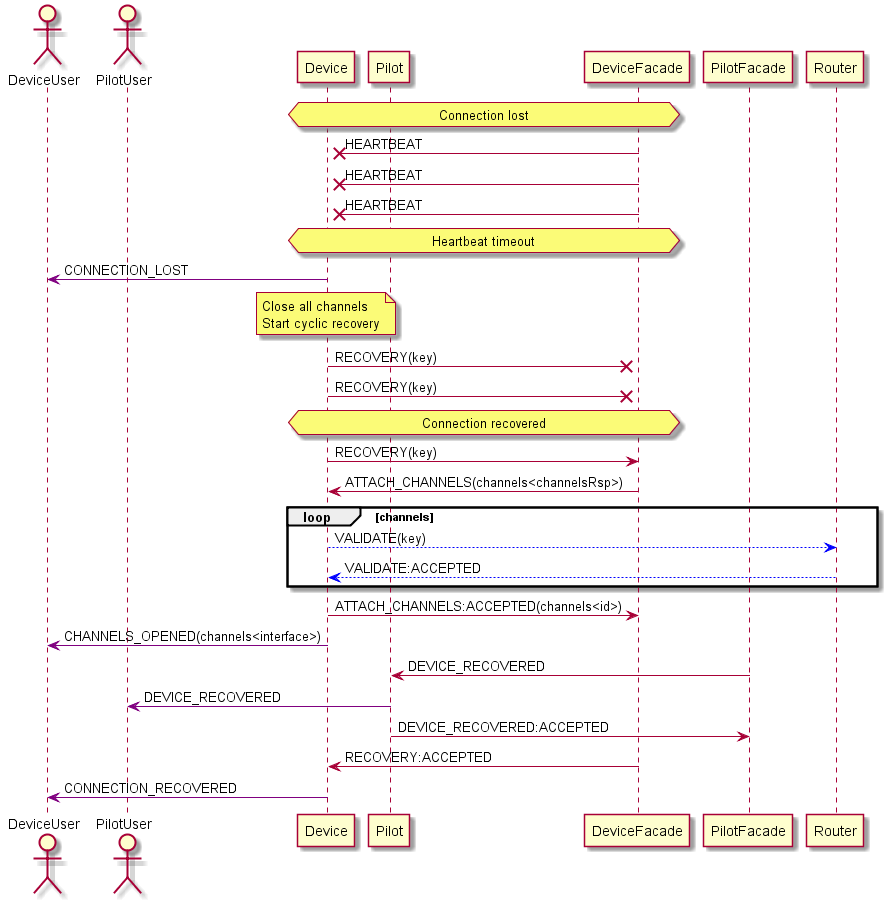 DeviceUser
PilotUser
Device
Pilot
DeviceFacade
PilotFacade
Router
Connection lost
HEARTBEAT
HEARTBEAT
HEARTBEAT
Heartbeat timeout
CONNECTION_LOST
Close all channels
Start cyclic recovery
RECOVERY(key)
RECOVERY(key)
Connection recovered
RECOVERY(key)
ATTACH_CHANNELS(channels<channelsRsp>)
loop [channels]
VALIDATE(key)
VALIDATE:ACCEPTED
ATTACH_CHANNELS:ACCEPTED(channels<id>)
CHANNELS_OPENED(channels<interface>)
DEVICE_RECOVERED
DEVICE_RECOVERED
DEVICE_RECOVERED:ACCEPTED
RECOVERY:ACCEPTED
CONNECTION_RECOVERED
DeviceUser
PilotUser
Device
Pilot
DeviceFacade
PilotFacade
Router